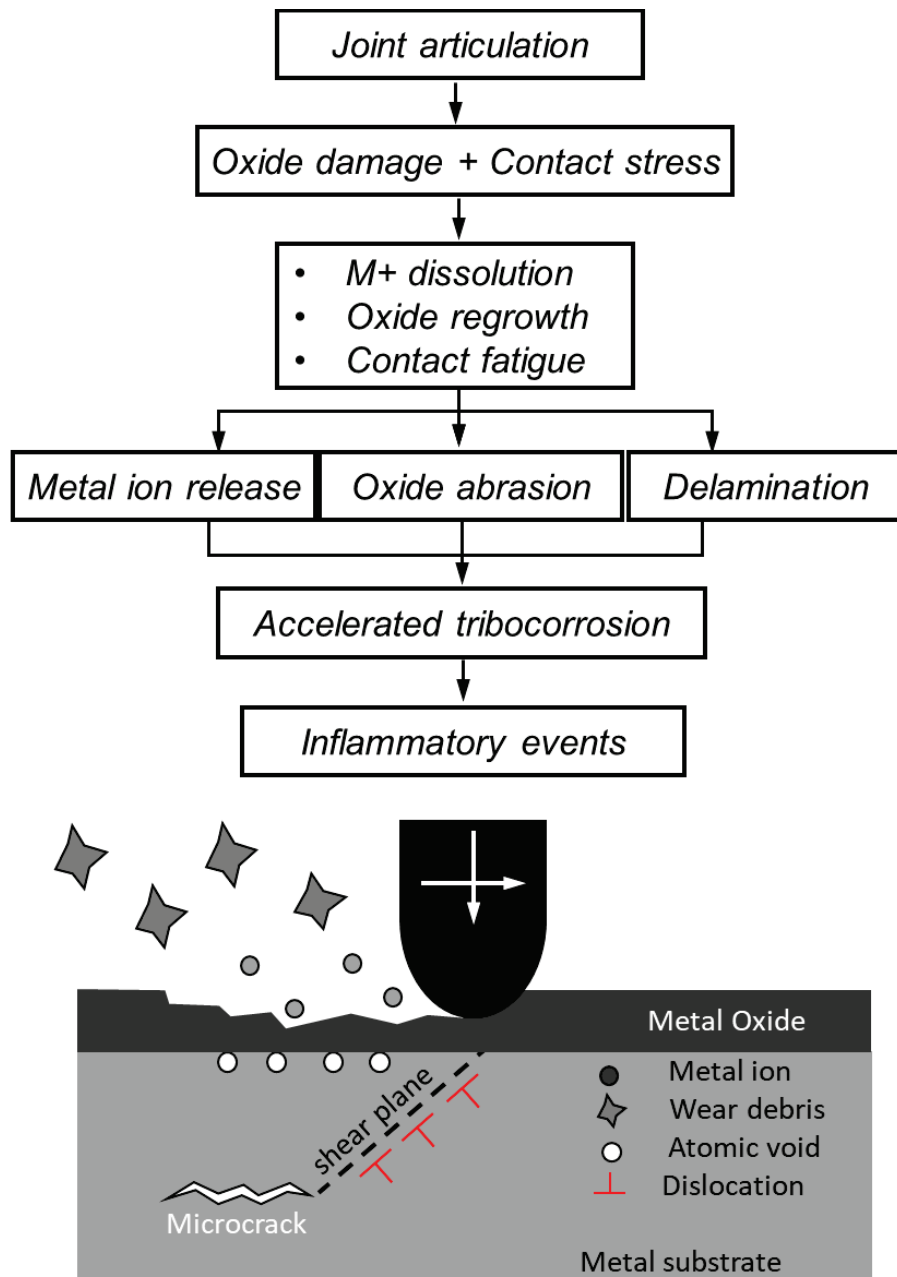 Joint articulation
Oxide damage + Contact stress
• M+ dissolution
• Oxide regrowth
• Contact fatigue
Metal ion release
Oxide abrasion
Delamination
Accelerated tribocorrosion
Inflammatory events
Metal Oxide
Metal ion
Wear debris
Atomic void
Dislocation
shear plane
Microcrack
Metal substrate